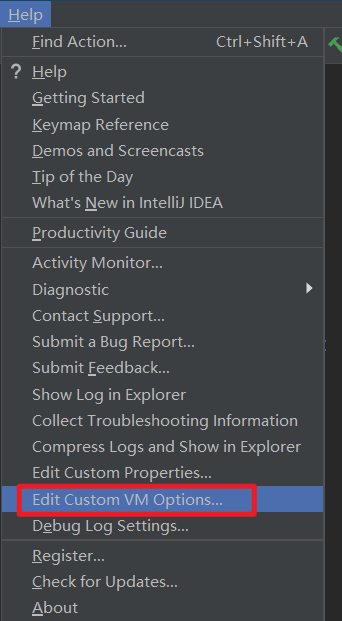 Help
Find Action... Ctrl+Shift+A
? Help
Getting Started
Keymap Reference
Demos and Screencasts
Tip of the Day
What's New in IntelliJ IDEA
Productivity Guide
Activity Monitor...
Diagnostic
Contact Support...
Submit a Bug Report...
Submit Feedback...
Show Log in Explorer
Collect Troubleshooting Information
Compress Logs and Show in Explorer
Edit Custom Properties...
Edit Custom VM Options...
Debug Log Settings...
Register...
Check for Updates...
About